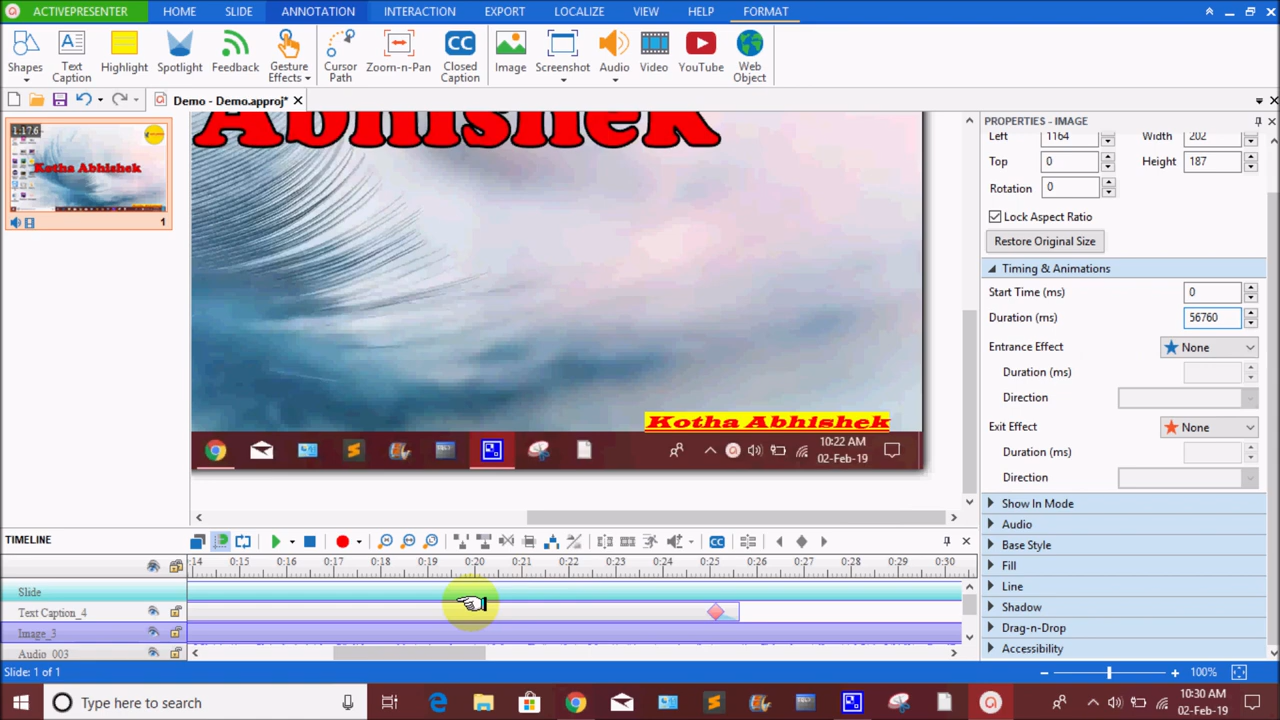 ACTIVEPRESENTER HOME SLIDE ANNOTATION INTERACTION EXPORT LOCALIZE VIEW HELP FORMAT
Shapes Text Caption Highlight Spotlight Feedback Gesture Effects Cursor Path Zoom-n-Pan Closed Caption Image Screenshot Audio Video YouTube Web Object
Demo - Demo.approj*
1:17.6
Kotha Abhishek
1
Abhishek
Kotha Abhishek
10:22 AM
02-Feb-19
PROPERTIES - IMAGE
Left 1164 Width 202
Top 0 Height 187
Rotation 0
Lock Aspect Ratio
Restore Original Size
Timing & Animations
Start Time (ms) 0
Duration (ms) 56760
Entrance Effect None
Duration (ms)
Direction
Exit Effect None
Duration (ms)
Direction
Show In Mode
Audio
Base Style
Fill
Line
Shadow
Drag-n-Drop
Accessibility
TIMELINE
CC
:14 0:15 0:16 0:17 0:18 0:19 0:20 0:21 0:22 0:23 0:24 0:25 0:26 0:27 0:28 0:29 0:30
Slide
Text Caption_4
Image_3
Audio_003
Slide: 1 of 1
100%
Type here to search
10:30 AM
02-Feb-19